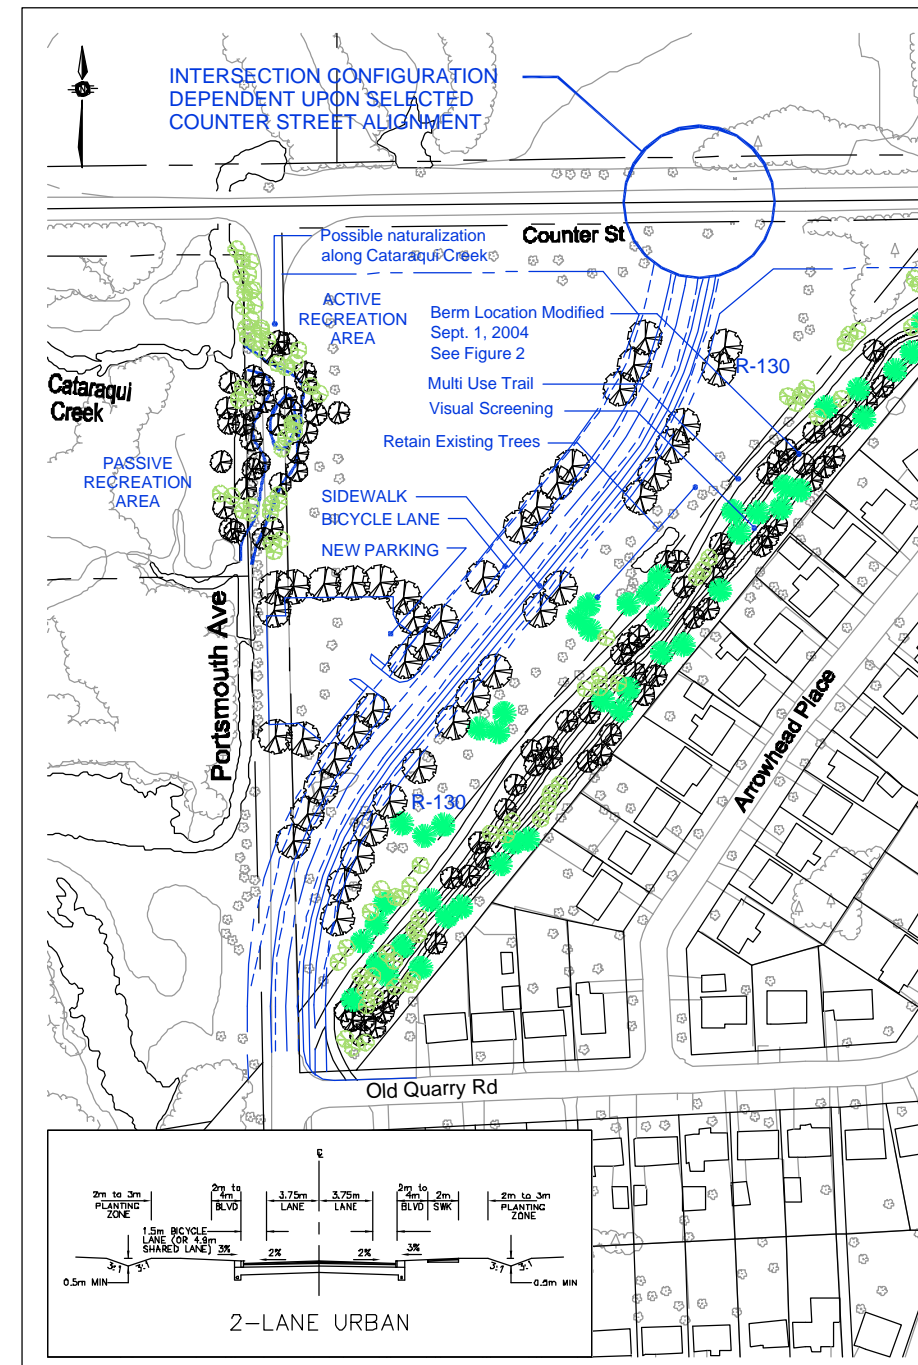 INTERSECTION CONFIGURATION
DEPENDENT UPON SELECTED
COUNTER STREET ALIGNMENT
N
Counter St
Possible naturalization
along Cataraqui Creek
ACTIVE
RECREATION
AREA
Berm Location Modified
Sept. 1, 2004
See Figure 2
R-130
Multi Use Trail
Visual Screening
Retain Existing Trees
Cataraqui
Creek
PASSIVE
RECREATION
AREA
SIDEWALK
BICYCLE LANE
NEW PARKING
Portsmouth Ave
Arrowhead Place
R-130
Old Quarry Rd
2m to 3m
PLANTING
ZONE
2m to
4m
BLVD
3.75m
LANE
3.75m
LANE
2m to
4m
BLVD
2m
SWK
2m to 3m
PLANTING
ZONE
1.5m BICYCLE
LANE (OR 4.9m
SHARED LANE)
3%
2%
2%
3%
3:1
3:1
3:1
3:1
0.5m MIN
2-LANE URBAN